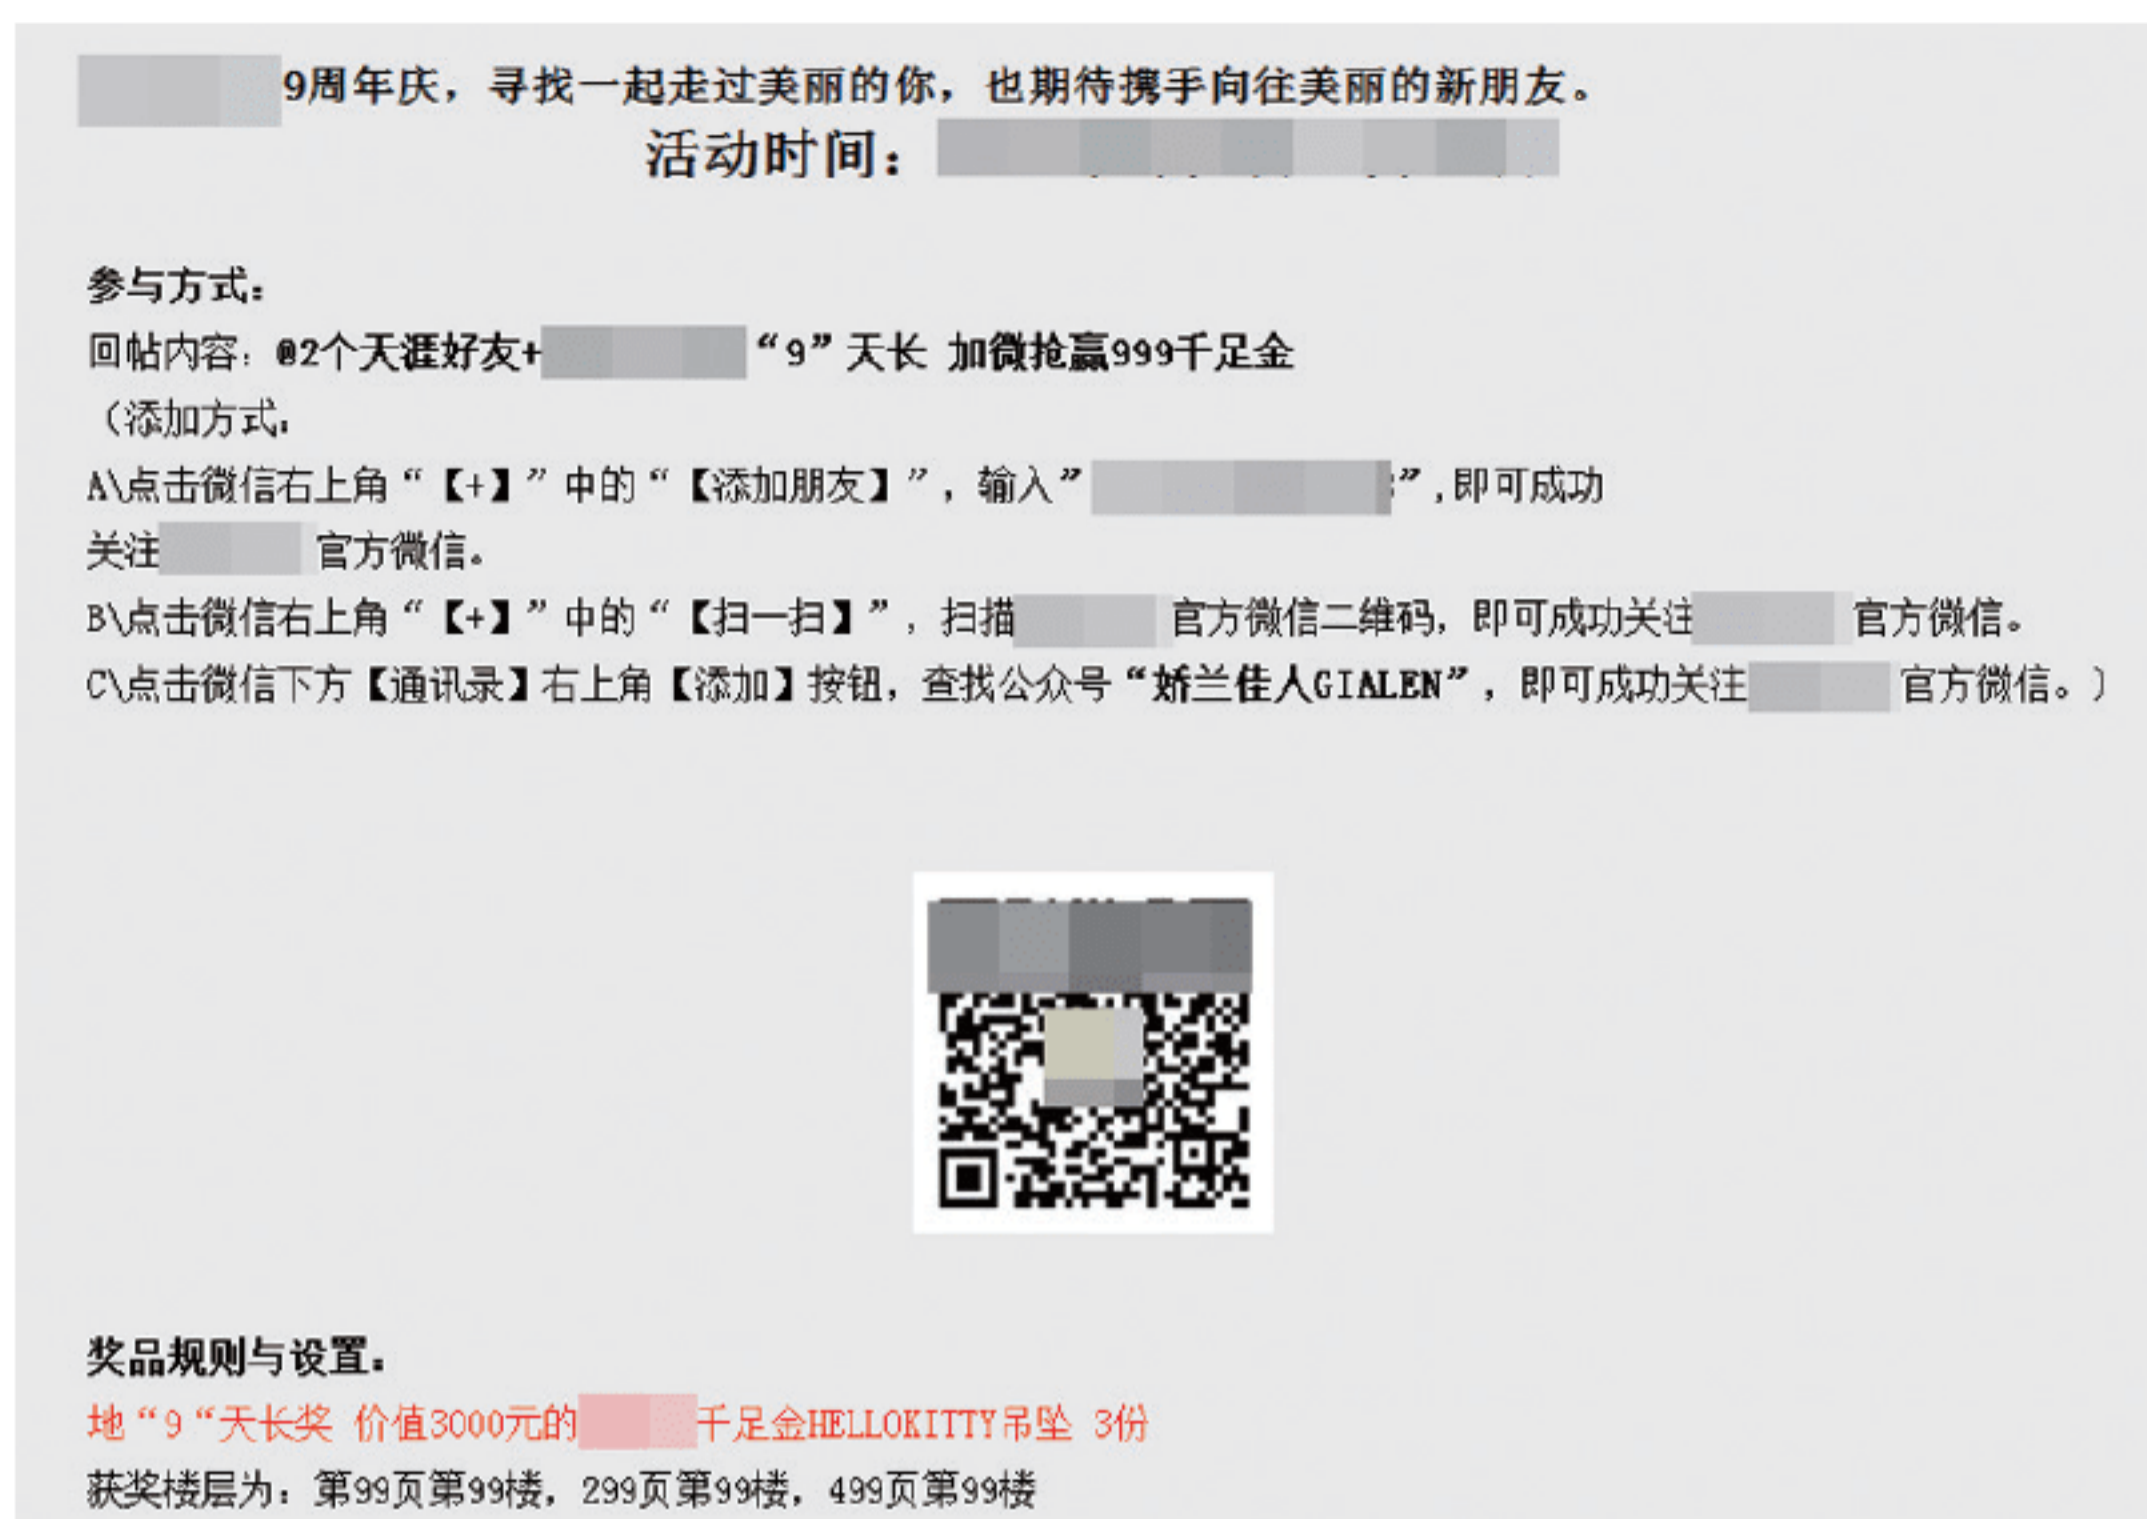 9周年庆，寻找一起走过美丽的你，也期待携手向往美丽的新朋友。
活动时间：
参与方式：
回帖内容：@2个天涯好友+ “9”天长 加微抢赢999千足金
（添加方式：
A\点击微信右上角“【+】”中的“【添加朋友】”，输入” ”,即可成功
关注 官方微信。
B\点击微信右上角“【+】”中的“【扫一扫】”，扫描 官方微信二维码，即可成功关注 官方微信。
C\点击微信下方【通讯录】右上角【添加】按钮，查找公众号“娇兰佳人GIALEN”，即可成功关注 官方微信。）
奖品规则与设置：
地“9“天长奖 价值3000元的 千足金HELLOKITTY吊坠 3份
获奖楼层为：第99页第99楼，299页第99楼，499页第99楼